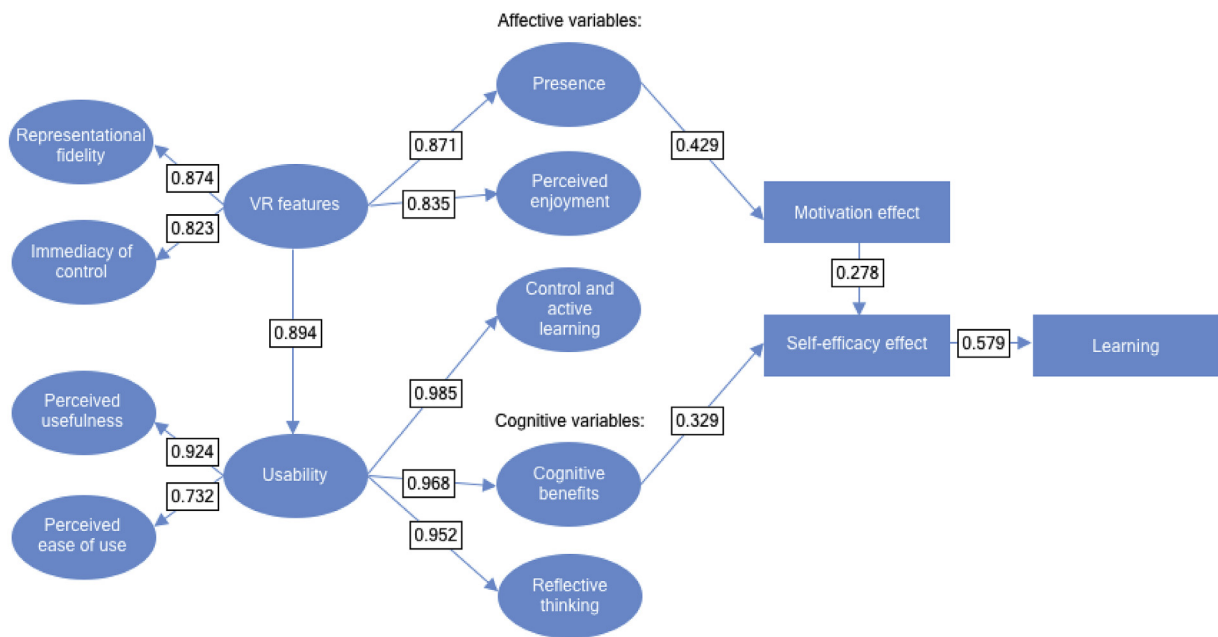 Affective variables:
Presence
Representational
fidelity
0.871
0.429
0.874
VR features
0.835
Perceived
enjoyment
Motivation effect
0.823
Immediacy of
control
0.278
Control and
active
learning
0.894
Self-efficacy effect
0.579
Learning
0.985
Perceived
usefulness
Cognitive variables:
0.329
0.924
Usability
0.968
Cognitive
benefits
0.732
Perceived
ease of use
0.952
Reflective
thinking